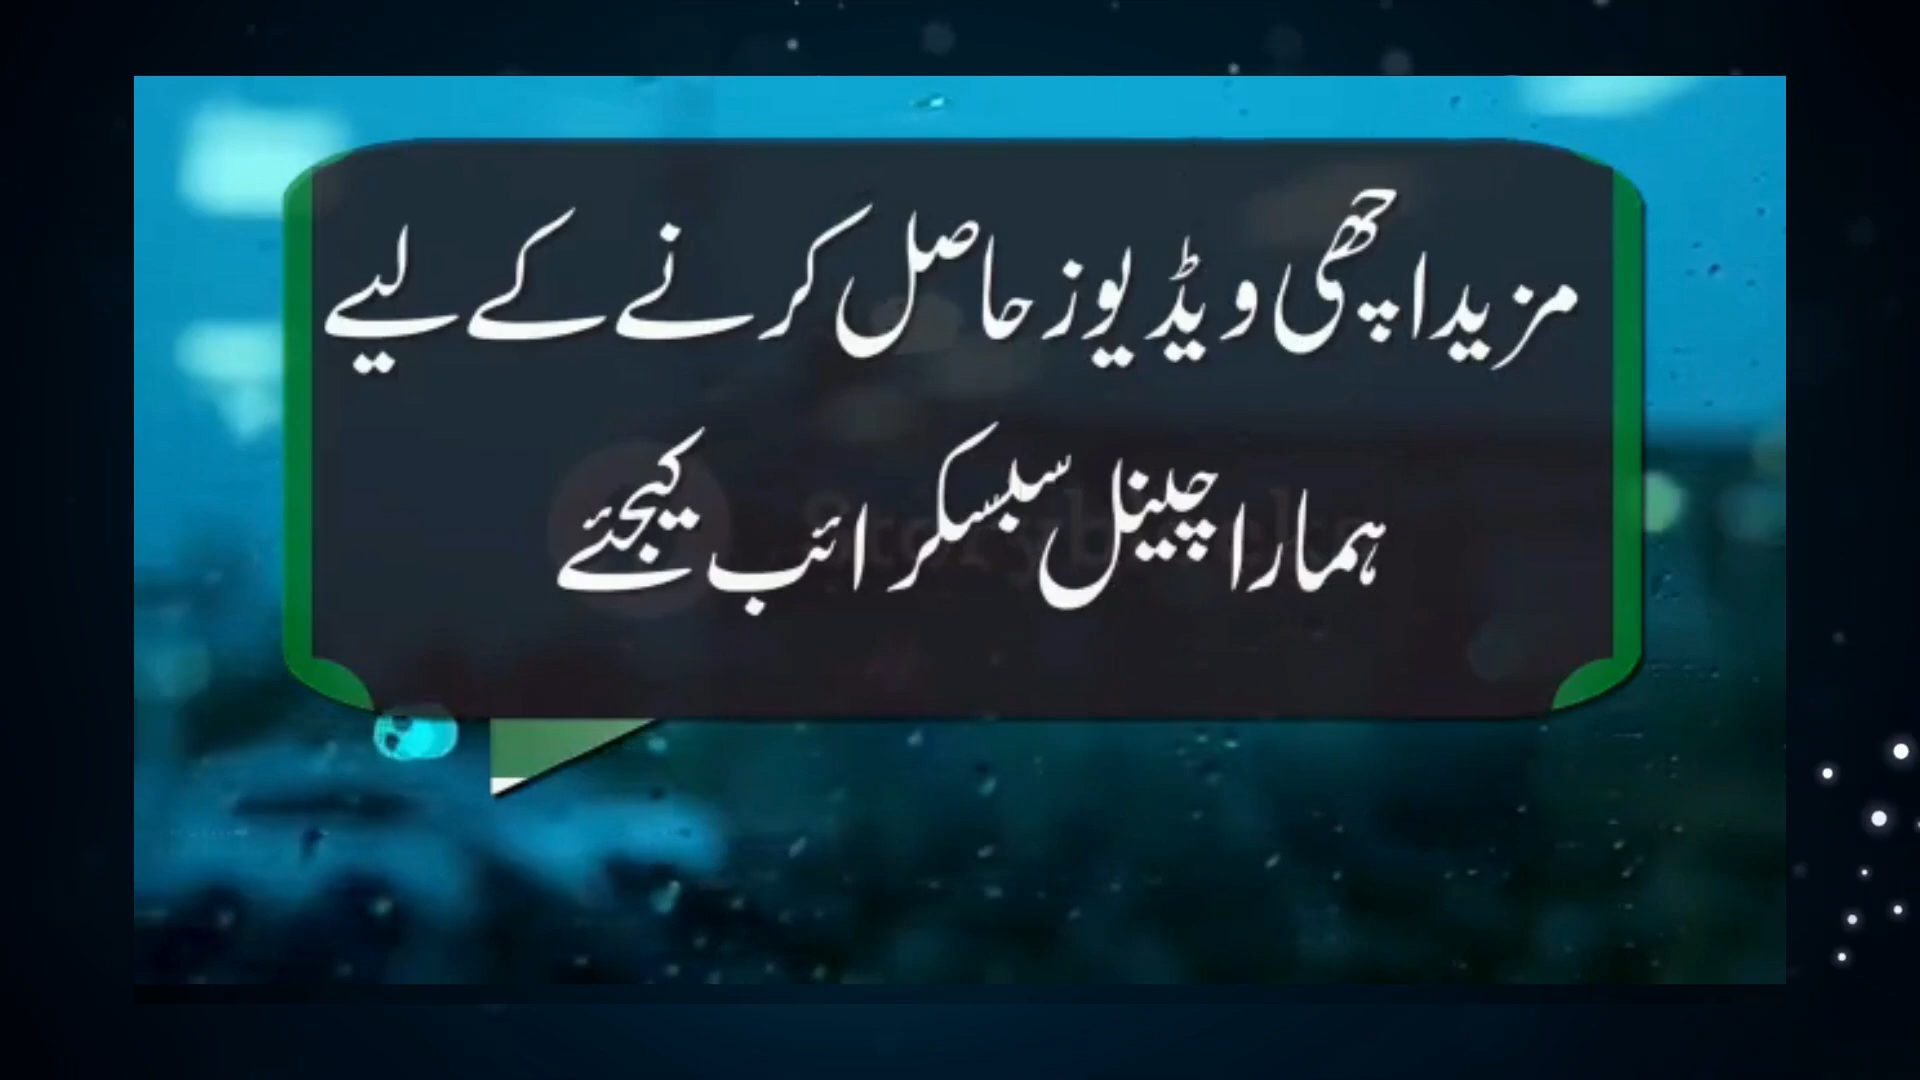 مزید اچھی ویڈیوز حاصل کرنے کے لیے
ہمارا چینل سبسکرائب کیجئے